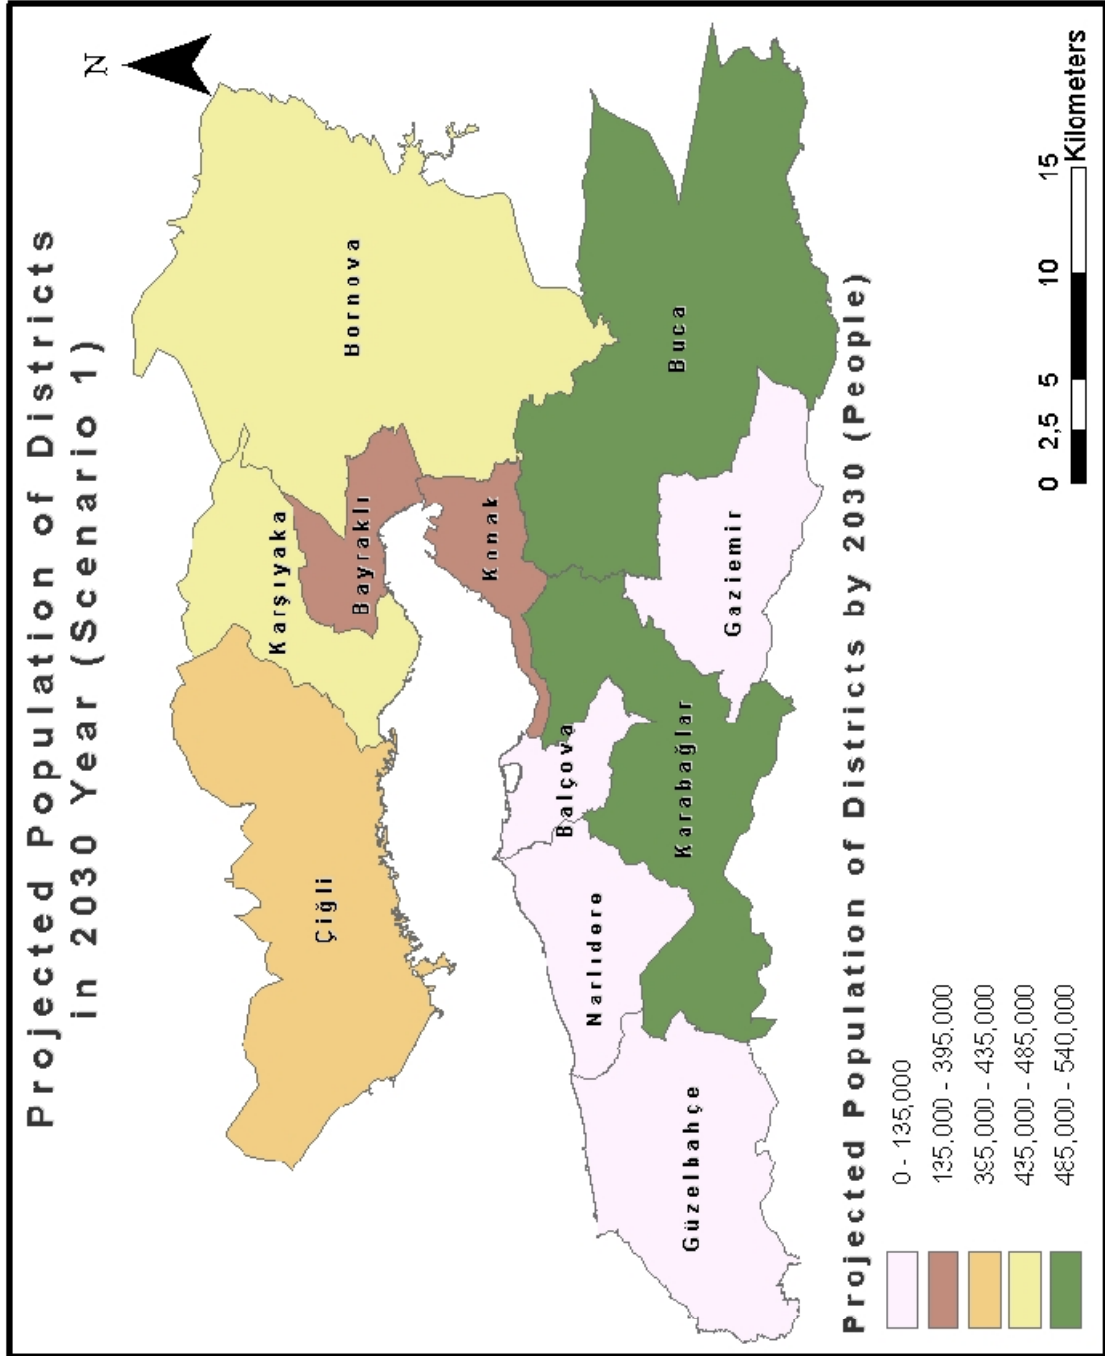 Projected Population of Districts
in 2030 Year (Scenario 1)
N
Bornova
Karşıyaka
Bayraklı
Çiğli
Konak
Buca
Balçova
Gaziemir
Narlıdere
Karabağlar
Güzelbahçe
Projected Population of Districts by 2030 (People)
0 - 135,000
135,000 - 395,000
395,000 - 435,000
435,000 - 485,000
485,000 - 540,000
0 2,5 5 10 15
Kilometers